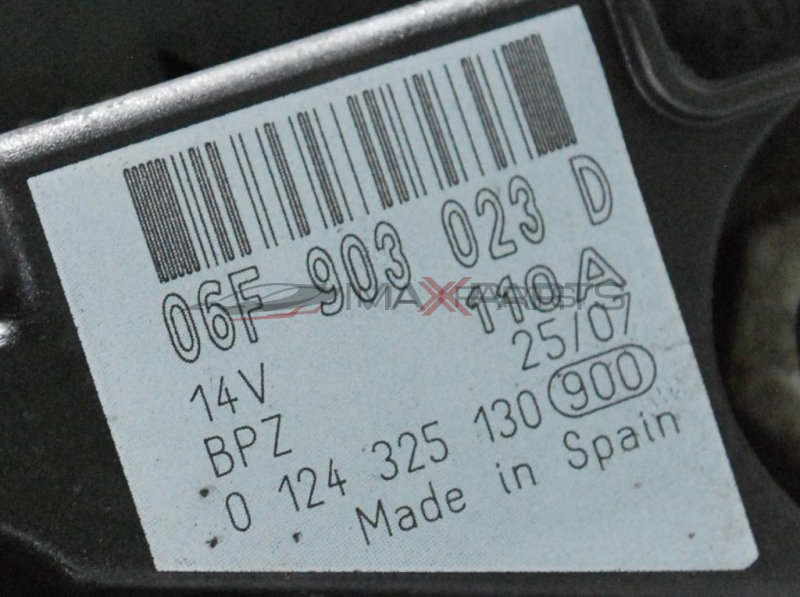 06F 903 023 D
14V 110A
BPZ 25/07
0 124 325 130 900
Made in Spain